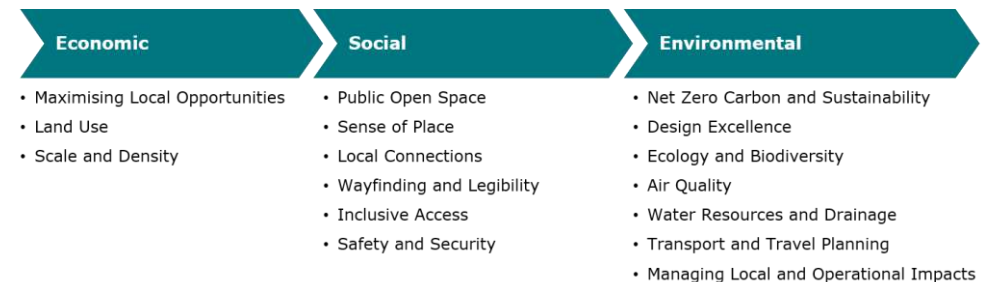 Economic
• Maximising Local Opportunities
• Land Use
• Scale and Density
Social
• Public Open Space
• Sense of Place
• Local Connections
• Wayfinding and Legibility
• Inclusive Access
• Safety and Security
Environmental
• Net Zero Carbon and Sustainability
• Design Excellence
• Ecology and Biodiversity
• Air Quality
• Water Resources and Drainage
• Transport and Travel Planning
• Managing Local and Operational Impacts